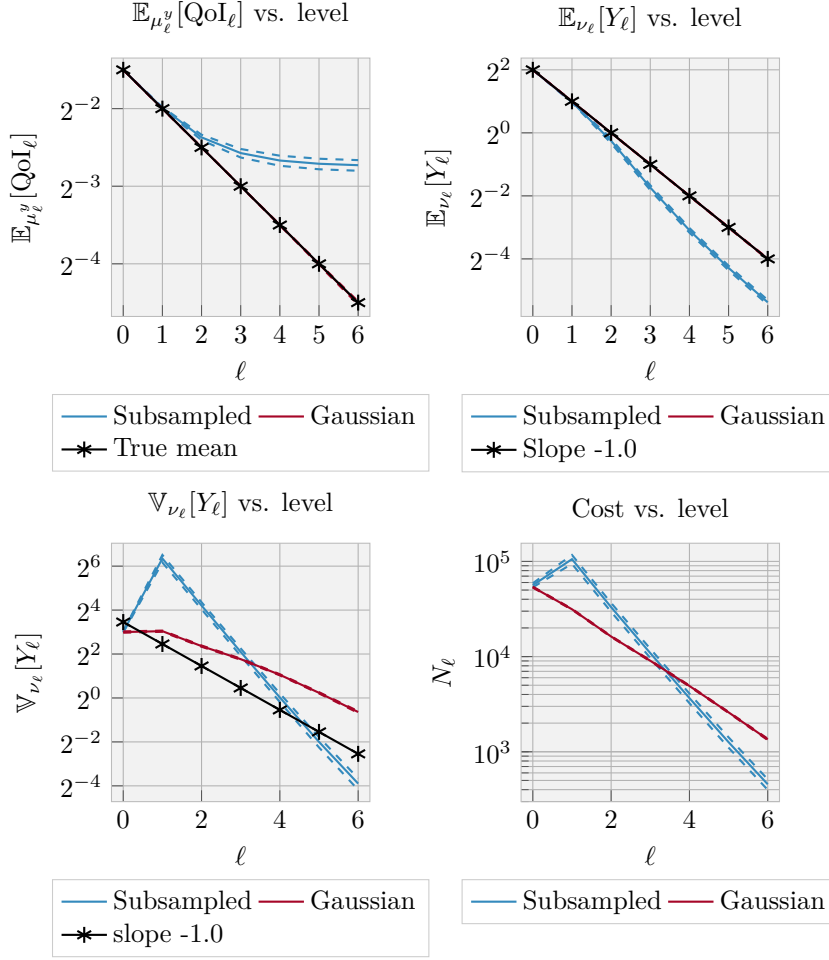 𝔼_{μ_ℓ^y}[QoI_ℓ] vs. level
𝔼_{ν_ℓ}[Y_ℓ] vs. level
𝔼_{μ_ℓ^y}[QoI_ℓ]
2^{−2}
2^{−3}
2^{−4}
0 1 2 3 4 5 6
ℓ
𝔼_{ν_ℓ}[Y_ℓ]
2^2
2^0
2^{−2}
2^{−4}
0 1 2 3 4 5 6
ℓ
Subsampled Gaussian
True mean
Subsampled Gaussian
Slope -1.0
𝕍_{ν_ℓ}[Y_ℓ] vs. level
Cost vs. level
𝕍_{ν_ℓ}[Y_ℓ]
2^6
2^4
2^2
2^0
2^{−2}
2^{−4}
0 2 4 6
ℓ
N_ℓ
10^5
10^4
10^3
0 2 4 6
ℓ
Subsampled Gaussian
slope -1.0
Subsampled Gaussian